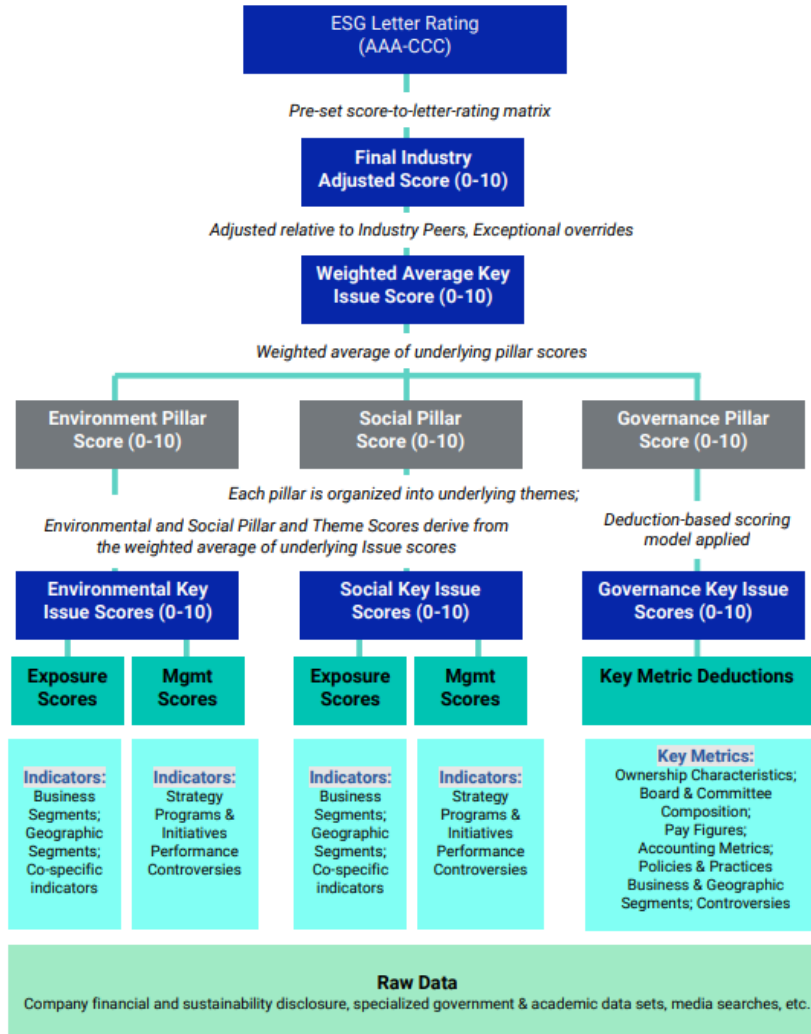 ESG Letter Rating
(AAA-CCC)
Pre-set score-to-letter-rating matrix
Final Industry
Adjusted Score (0-10)
Adjusted relative to Industry Peers, Exceptional overrides
Weighted Average Key
Issue Score (0-10)
Weighted average of underlying pillar scores
Environment Pillar
Score (0-10)
Social Pillar
Score (0-10)
Governance Pillar
Score (0-10)
Each pillar is organized into underlying themes;
Environmental and Social Pillar and Theme Scores derive from
the weighted average of underlying Issue scores
Deduction-based scoring
model applied
Environmental Key
Issue Scores (0-10)
Social Key Issue
Scores (0-10)
Governance Key Issue
Scores (0-10)
Exposure
Scores
Mgmt
Scores
Exposure
Scores
Mgmt
Scores
Key Metric Deductions
Indicators:
Business
Segments;
Geographic
Segments;
Co-specific
indicators
Indicators:
Strategy
Programs &
Initiatives
Performance
Controversies
Indicators:
Business
Segments;
Geographic
Segments;
Co-specific
indicators
Indicators:
Strategy
Programs &
Initiatives
Performance
Controversies
Key Metrics:
Ownership Characteristics;
Board & Committee
Composition;
Pay Figures;
Accounting Metrics;
Policies & Practices
Business & Geographic
Segments; Controversies
Raw Data
Company financial and sustainability disclosure, specialized government & academic data sets, media searches, etc.